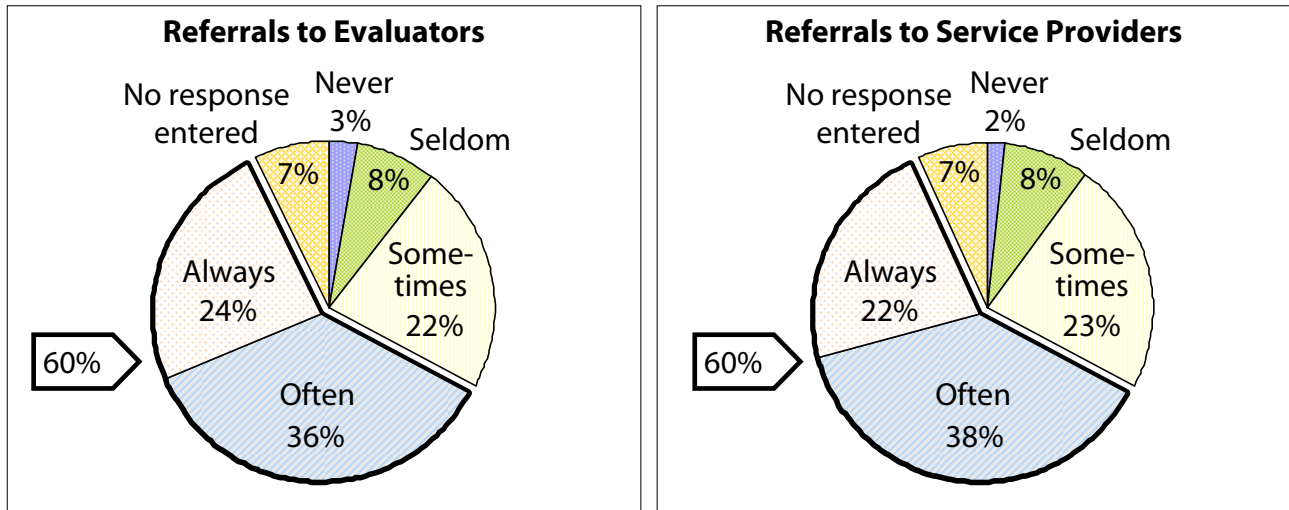 Referrals to Evaluators
No response
entered
7%
Never
3%
Seldom
8%
Some-
times
22%
Often
36%
Always
24%
60%
Referrals to Service Providers
No response
entered
7%
Never
2%
Seldom
8%
Some-
times
23%
Often
38%
Always
22%
60%